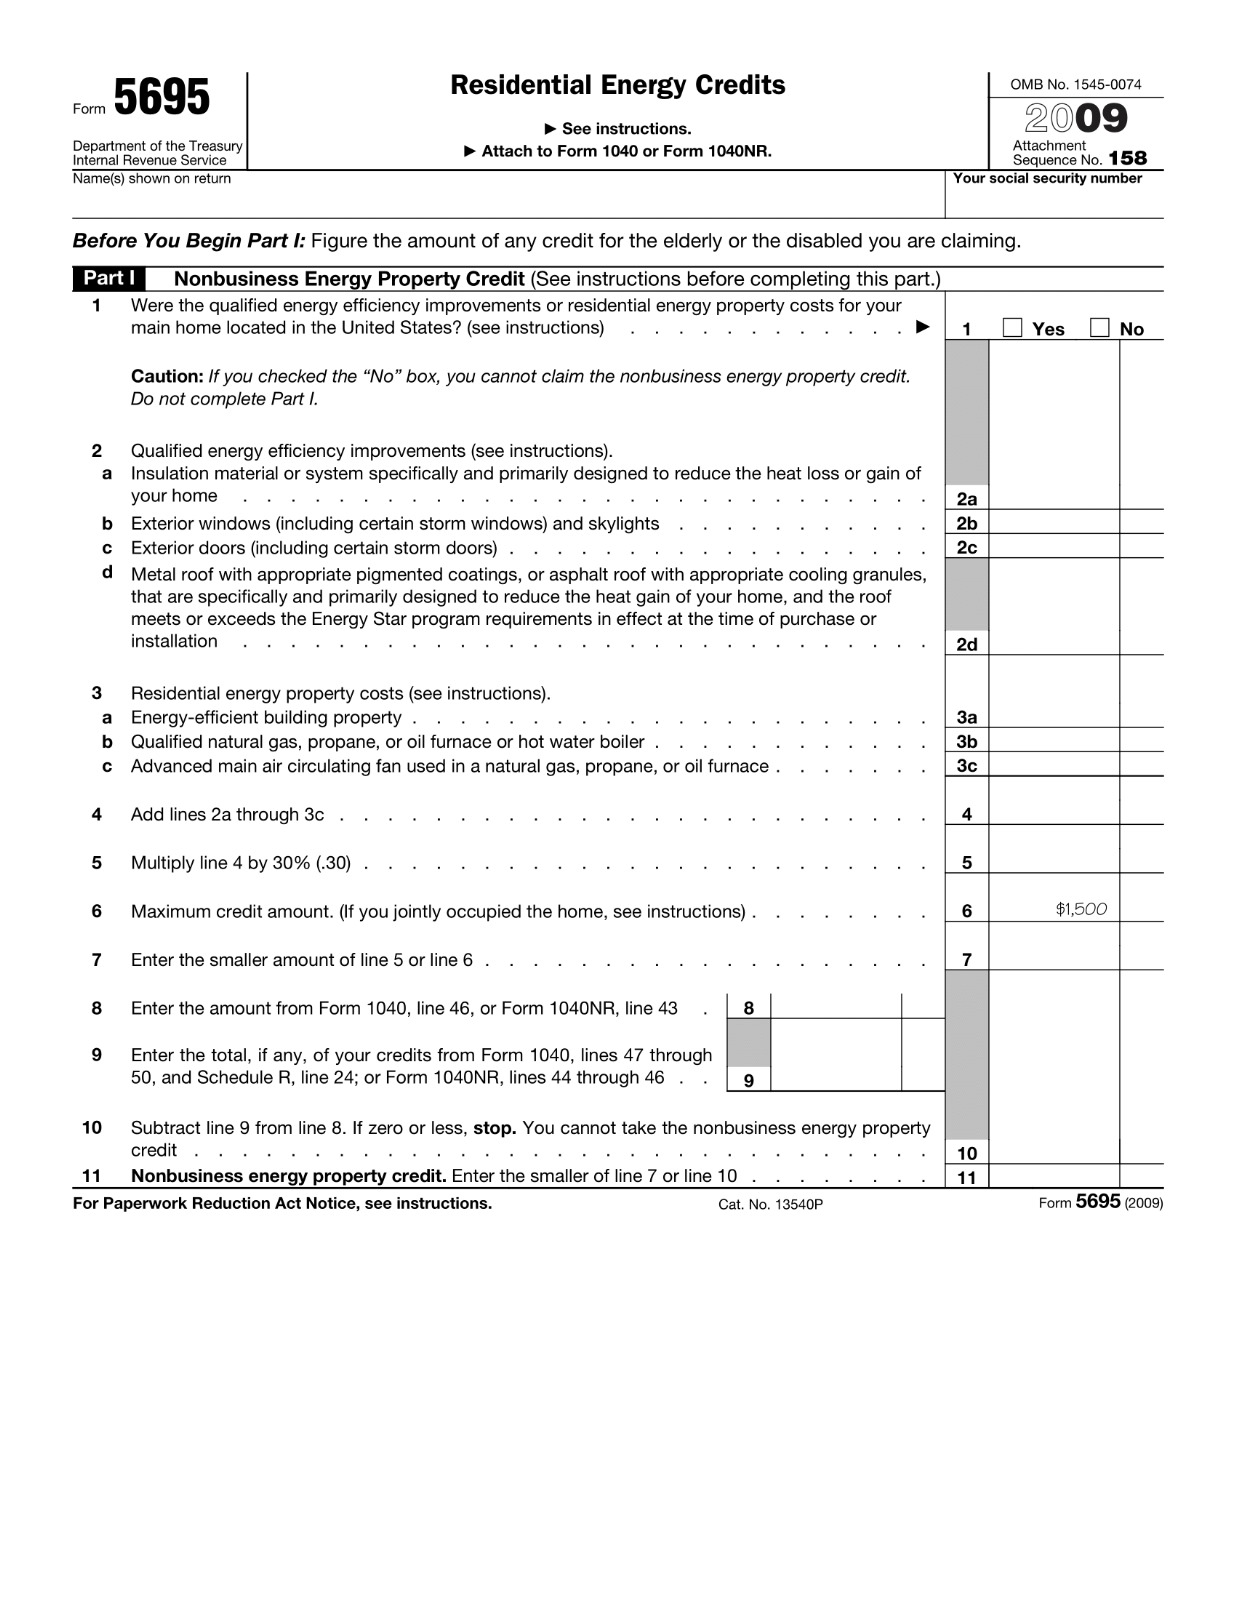 Form 5695
Department of the Treasury
Internal Revenue Service
Residential Energy Credits
▶ See instructions.
▶ Attach to Form 1040 or Form 1040NR.
OMB No. 1545-0074
2009
Attachment
Sequence No. 158
Name(s) shown on return
Your social security number
Before You Begin Part I: Figure the amount of any credit for the elderly or the disabled you are claiming.
Part I Nonbusiness Energy Property Credit (See instructions before completing this part.)
1 Were the qualified energy efficiency improvements or residential energy property costs for your
main home located in the United States? (see instructions) . . . . . . . . . . . . ▶ 1 Yes No
Caution: If you checked the “No” box, you cannot claim the nonbusiness energy property credit.
Do not complete Part I.
2 Qualified energy efficiency improvements (see instructions).
a Insulation material or system specifically and primarily designed to reduce the heat loss or gain of
your home . . . . . . . . . . . . . . . . . . . . . . . . . . . . . 2a
b Exterior windows (including certain storm windows) and skylights . . . . . . . . . . . 2b
c Exterior doors (including certain storm doors) . . . . . . . . . . . . . . . . . . 2c
d Metal roof with appropriate pigmented coatings, or asphalt roof with appropriate cooling granules,
that are specifically and primarily designed to reduce the heat gain of your home, and the roof
meets or exceeds the Energy Star program requirements in effect at the time of purchase or
installation . . . . . . . . . . . . . . . . . . . . . . . . . . . . . 2d
3 Residential energy property costs (see instructions).
a Energy-efficient building property . . . . . . . . . . . . . . . . . . . . . . 3a
b Qualified natural gas, propane, or oil furnace or hot water boiler . . . . . . . . . . . . 3b
c Advanced main air circulating fan used in a natural gas, propane, or oil furnace . . . . . . . 3c
4 Add lines 2a through 3c . . . . . . . . . . . . . . . . . . . . . . . . . 4
5 Multiply line 4 by 30% (.30) . . . . . . . . . . . . . . . . . . . . . . . . 5
6 Maximum credit amount. (If you jointly occupied the home, see instructions) . . . . . . . . 6 $1,500
7 Enter the smaller amount of line 5 or line 6 . . . . . . . . . . . . . . . . . . . 7
8 Enter the amount from Form 1040, line 46, or Form 1040NR, line 43 . 8
9 Enter the total, if any, of your credits from Form 1040, lines 47 through
50, and Schedule R, line 24; or Form 1040NR, lines 44 through 46 . . 9
10 Subtract line 9 from line 8. If zero or less, stop. You cannot take the nonbusiness energy property
credit . . . . . . . . . . . . . . . . . . . . . . . . . . . . . . . 10
11 Nonbusiness energy property credit. Enter the smaller of line 7 or line 10 . . . . . . . . 11
For Paperwork Reduction Act Notice, see instructions. Cat. No. 13540P Form 5695 (2009)